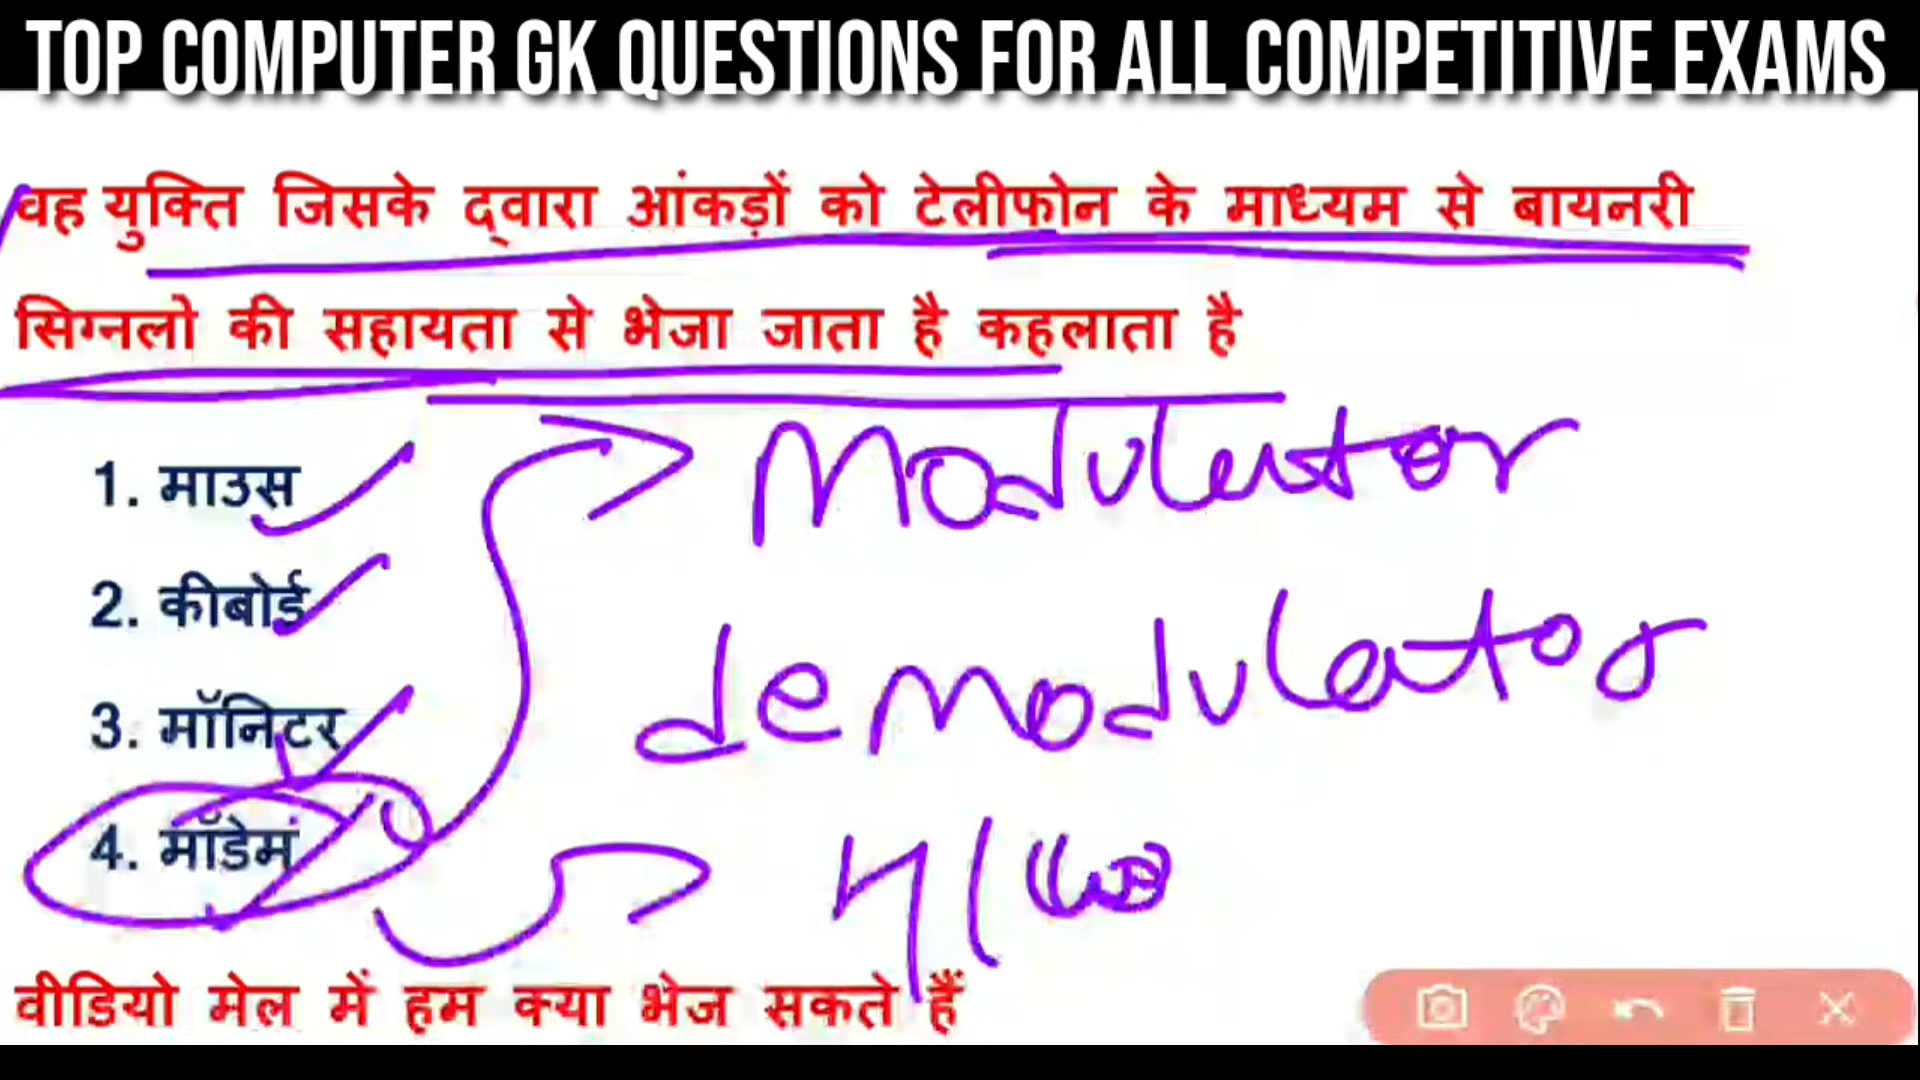 TOP COMPUTER GK QUESTIONS FOR ALL COMPETITIVE EXAMS
वह युक्ति जिसके द्वारा आंकड़ों को टेलीफोन के माध्यम से बायनरी
सिग्नलो की सहायता से भेजा जाता है कहलाता है
1. माउस
Modulator
2. कीबोर्ड
demodulator
3. मॉनिटर
4. मॉडेम
वीडियो मेल में हम क्या भेज सकते हैं